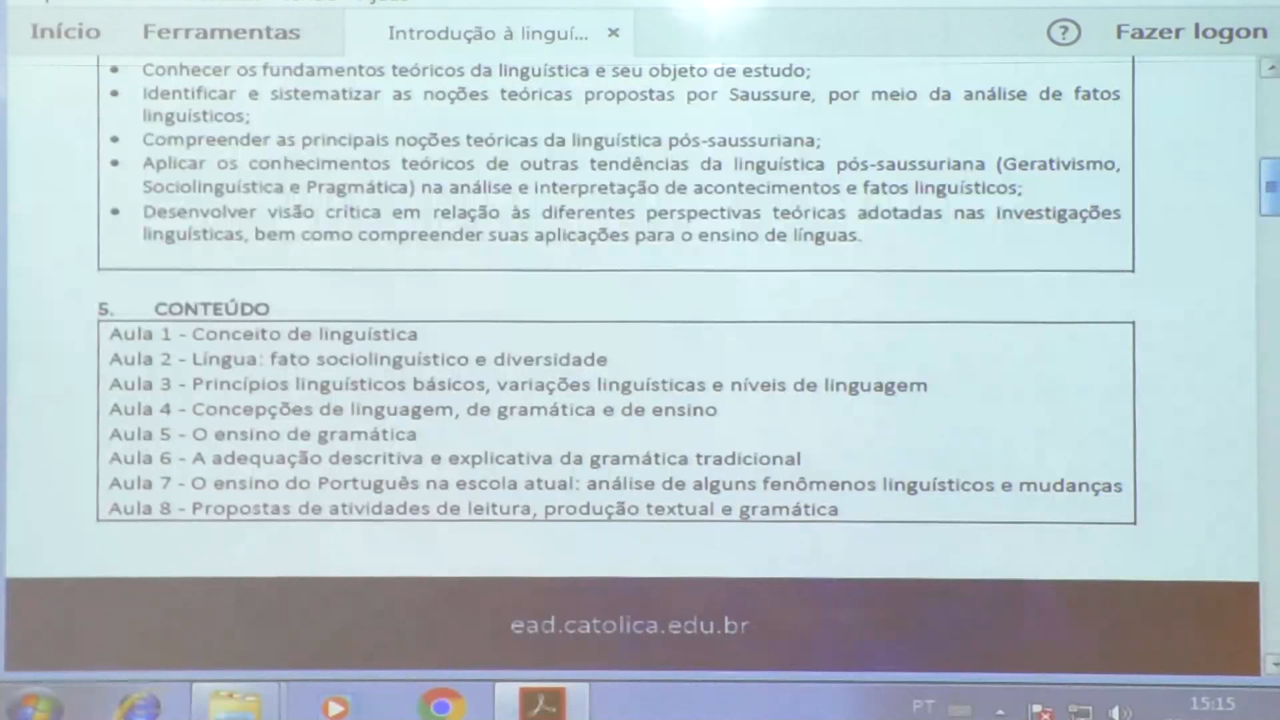 Início Ferramentas Introdução à linguí... × ? Fazer logon
• Conhecer os fundamentos teóricos da linguística e seu objeto de estudo;
• Identificar e sistematizar as noções teóricas propostas por Saussure, por meio da análise de fatos
linguísticos;
• Compreender as principais noções teóricas da linguística pós-saussuriana;
• Aplicar os conhecimentos teóricos de outras tendências da linguística pós-saussuriana (Gerativismo,
Sociolinguística e Pragmática) na análise e interpretação de acontecimentos e fatos linguísticos;
• Desenvolver visão crítica em relação às diferentes perspectivas teóricas adotadas nas investigações
linguísticas, bem como compreender suas aplicações para o ensino de línguas.
5. CONTEÚDO
Aula 1 - Conceito de linguística
Aula 2 - Língua: fato sociolinguístico e diversidade
Aula 3 - Princípios linguísticos básicos, variações linguísticas e níveis de linguagem
Aula 4 - Concepções de linguagem, de gramática e de ensino
Aula 5 - O ensino de gramática
Aula 6 - A adequação descritiva e explicativa da gramática tradicional
Aula 7 - O ensino do Português na escola atual: análise de alguns fenômenos linguísticos e mudanças
Aula 8 - Propostas de atividades de leitura, produção textual e gramática
ead.catolica.edu.br
PT 15:15